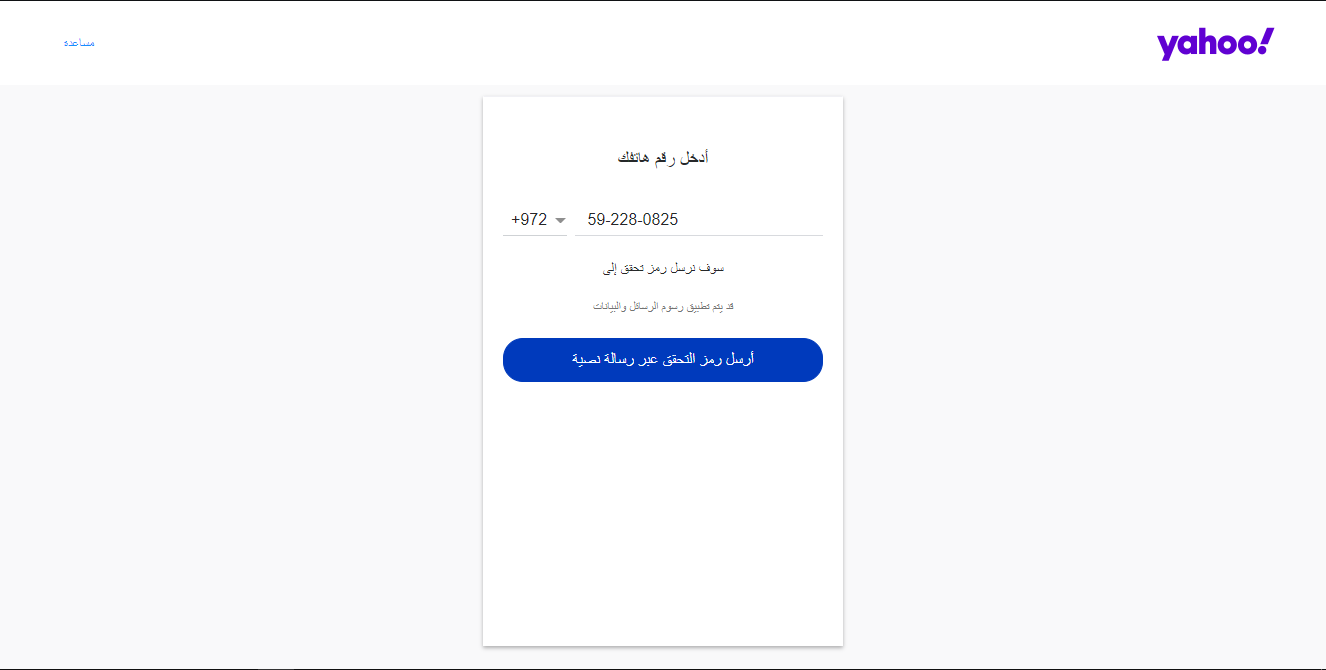 yahoo!
مساعدة
أدخل رقم هاتفك
+972 59-228-0825
سوف نرسل رمز تحقق إلى
قد يتم تطبيق رسوم الرسائل والبيانات
أرسل رمز التحقق عبر رسالة نصية